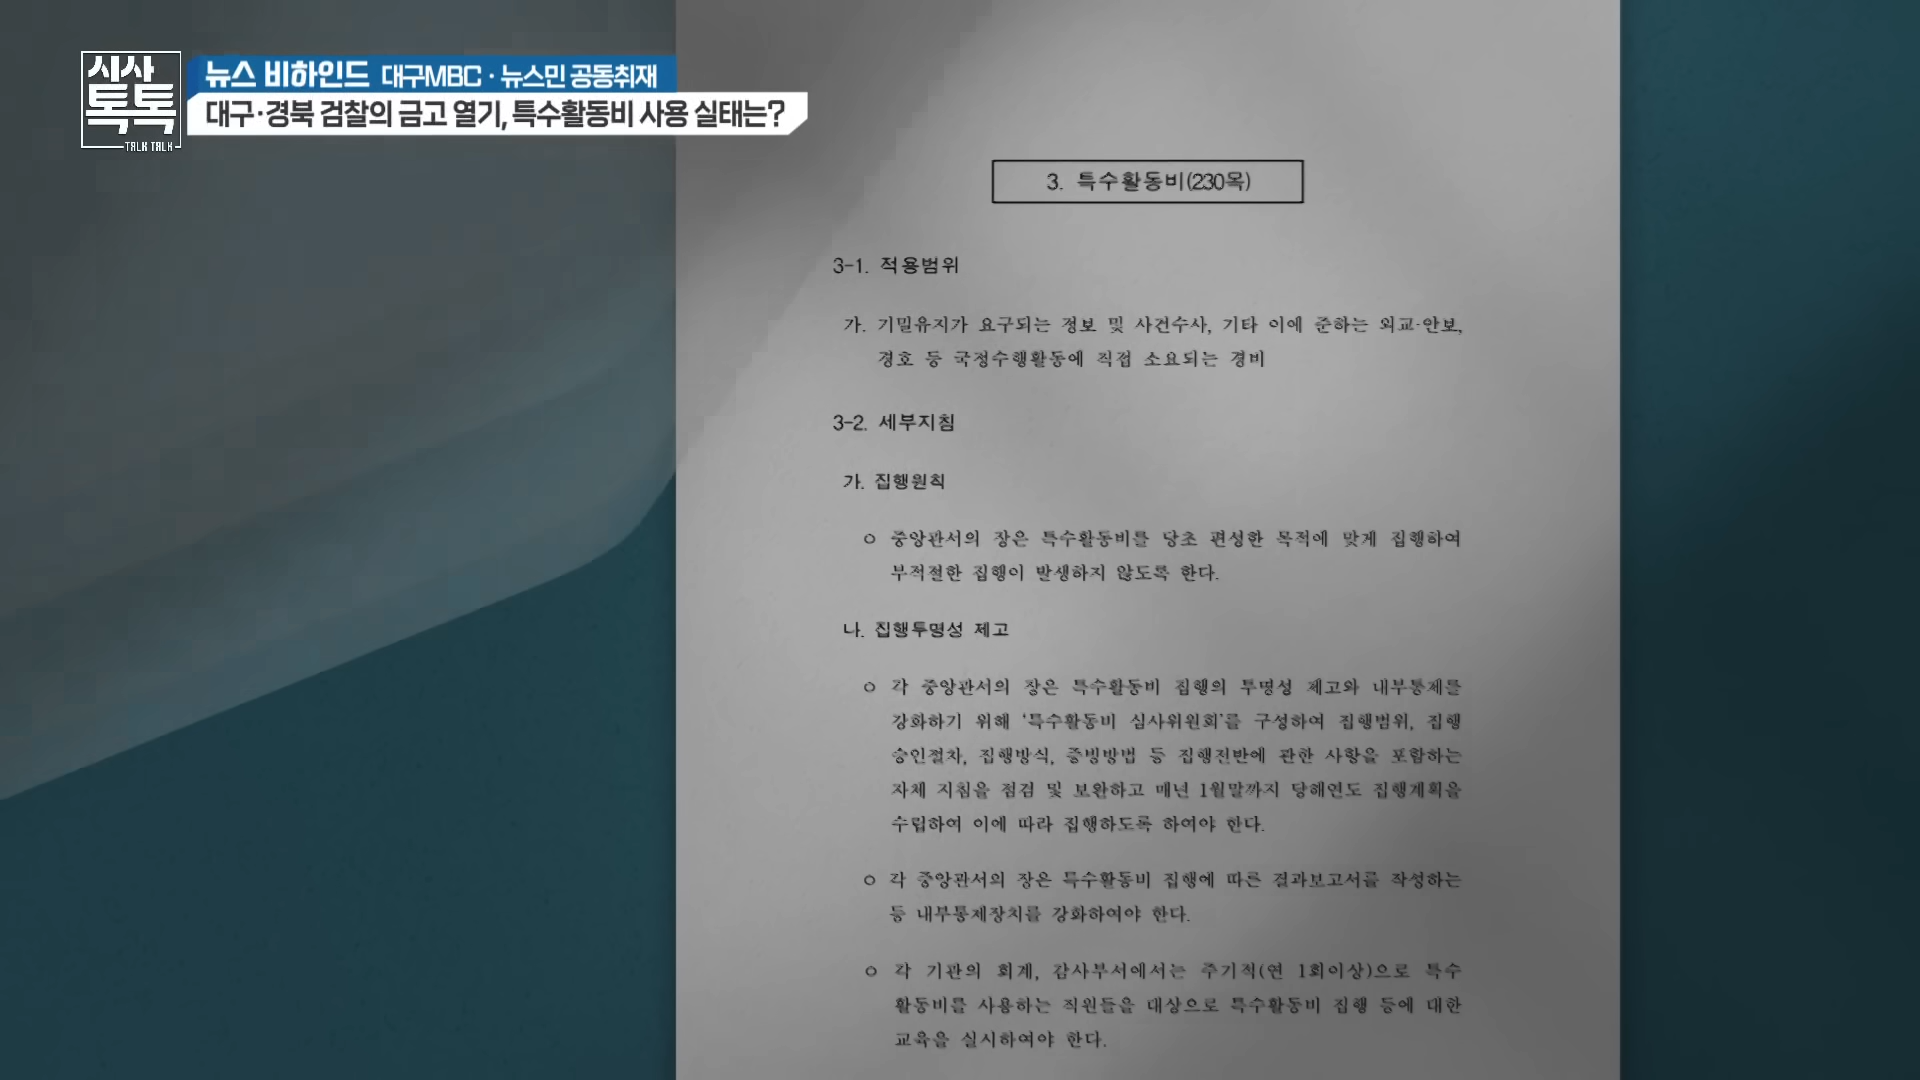 시사
톡톡
TALK TALK
뉴스 비하인드 대구MBC·뉴스민 공동취재
대구·경북 검찰의 금고 열기, 특수활동비 사용 실태는?
3. 특수활동비(230목)
3-1. 적용범위
가. 기밀유지가 요구되는 정보 및 사건수사, 기타 이에 준하는 외교·안보,
경호 등 국정수행활동에 직접 소요되는 경비
3-2. 세부지침
가. 집행원칙
ㅇ 중앙관서의 장은 특수활동비를 당초 편성한 목적에 맞게 집행하여
부적절한 집행이 발생하지 않도록 한다.
나. 집행투명성 제고
ㅇ 각 중앙관서의 장은 특수활동비 집행의 투명성 제고와 내부통제를
강화하기 위해 '특수활동비 심사위원회'를 구성하여 집행범위, 집행
승인절차, 집행방식, 증빙방법 등 집행전반에 관한 사항을 포함하는
자체 지침을 점검 및 보완하고 매년 1월말까지 당해연도 집행계획을
수립하여 이에 따라 집행하도록 하여야 한다.
ㅇ 각 중앙관서의 장은 특수활동비 집행에 따른 결과보고서를 작성하는
등 내부통제장치를 강화하여야 한다.
ㅇ 각 기관의 회계, 감사부서에서는 주기적(연 1회이상)으로 특수
활동비를 사용하는 직원들을 대상으로 특수활동비 집행 등에 대한
교육을 실시하여야 한다.